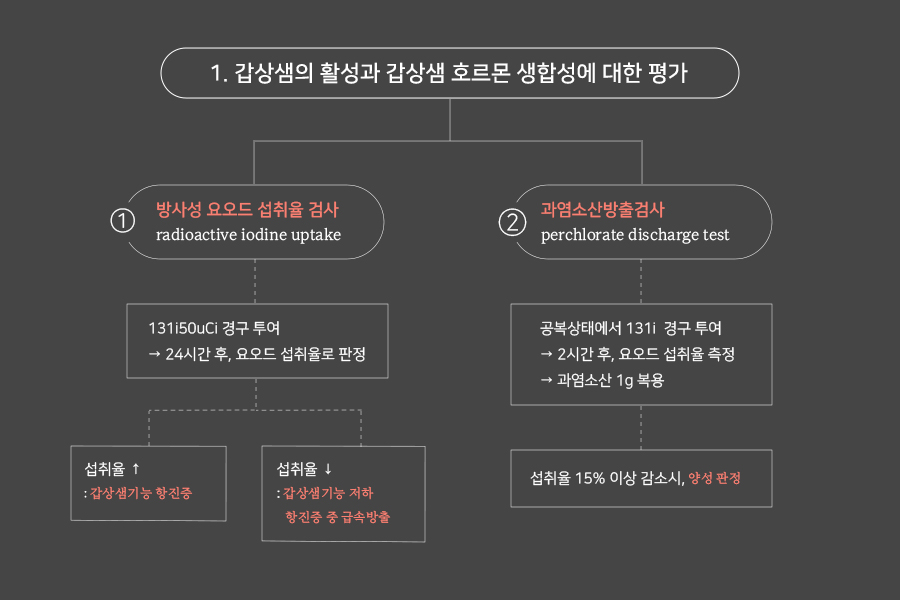 1. 갑상샘의 활성과 갑상샘 호르몬 생합성에 대한 평가
①
방사성 요오드 섭취율 검사
radioactive iodine uptake
131i50uCi 경구 투여
→ 24시간 후, 요오드 섭취율로 판정
섭취율 ↑
: 갑상샘기능 항진증
섭취율 ↓
: 갑상샘기능 저하
항진증 중 급속방출
②
과염소산방출검사
perchlorate discharge test
공복상태에서 131i 경구 투여
→ 2시간 후, 요오드 섭취율 측정
→ 과염소산 1g 복용
섭취율 15% 이상 감소시, 양성 판정